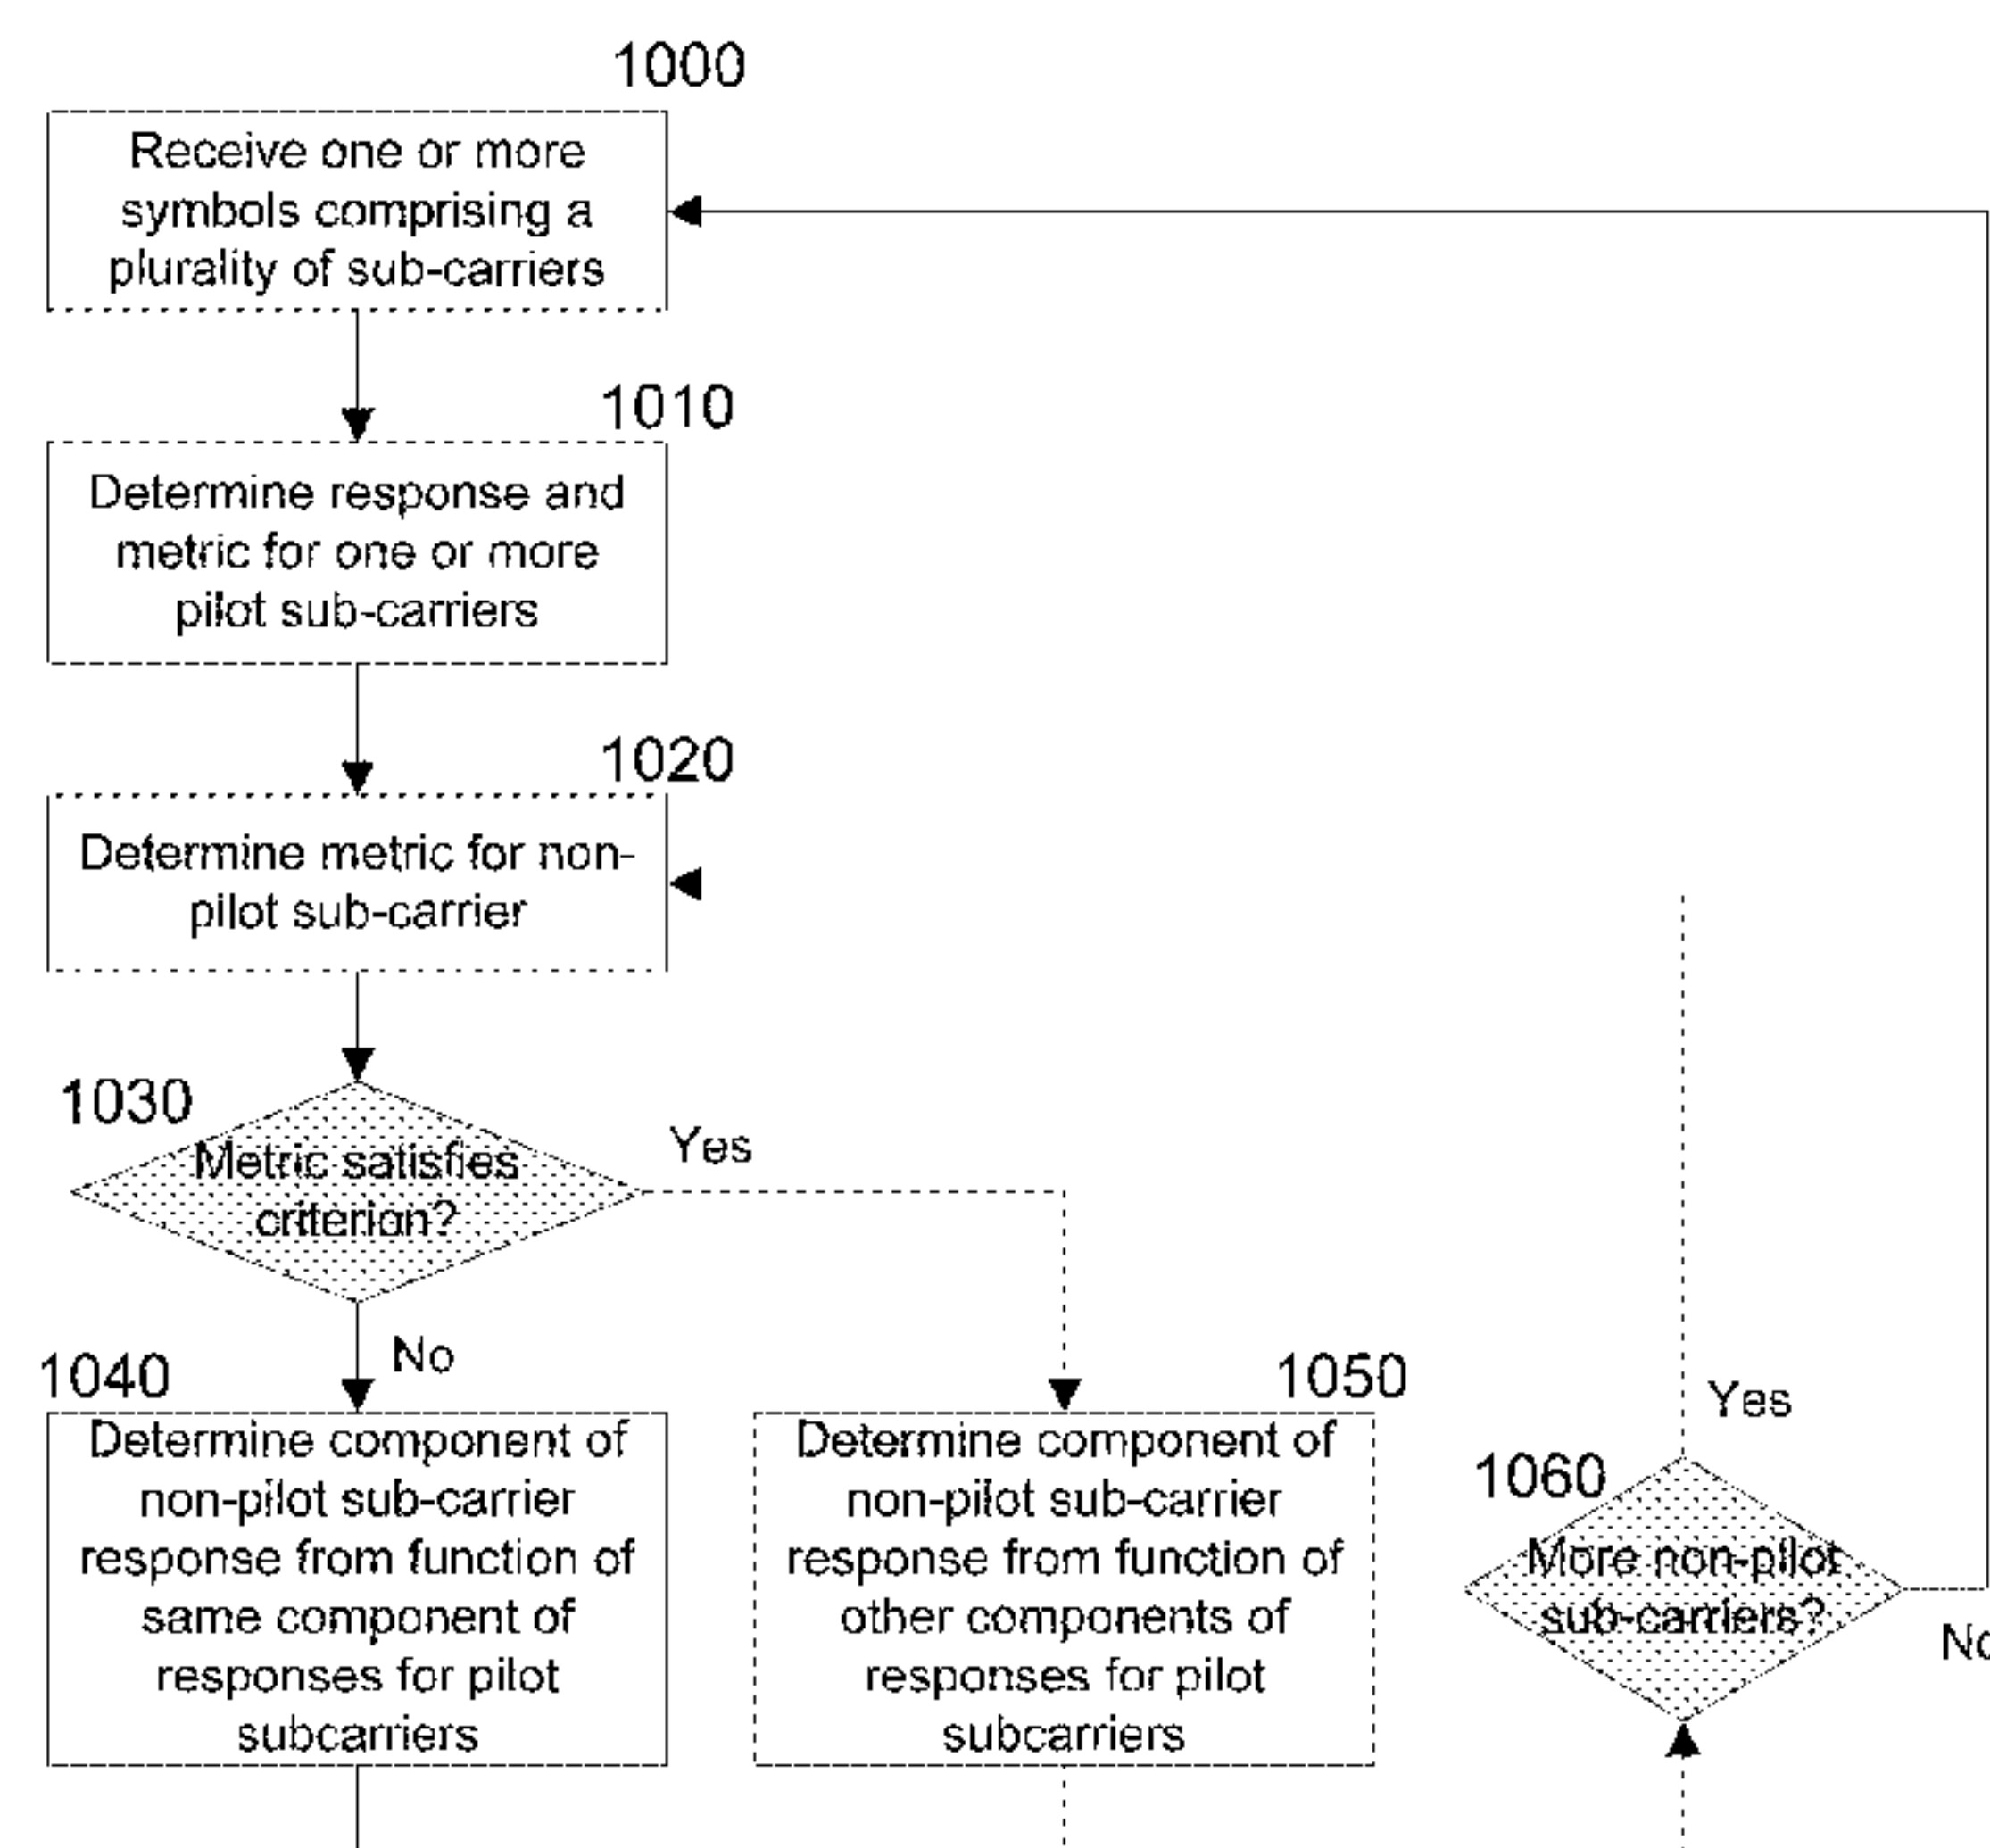 1000
Receive one or more
symbols comprising a
plurality of sub-carriers
1010
Determine response and
metric for one or more
pilot sub-carriers
1020
Determine metric for non-
pilot sub-carrier
1030
Metric satisfies
criterion?
Yes
No
1040
Determine component of
non-pilot sub-carrier
response from function of
same component of
responses for pilot
subcarriers
1050
Determine component of
non-pilot sub-carrier
response from function of
other components of
responses for pilot
subcarriers
Yes
1060
More non-pilot
sub-carriers?
No